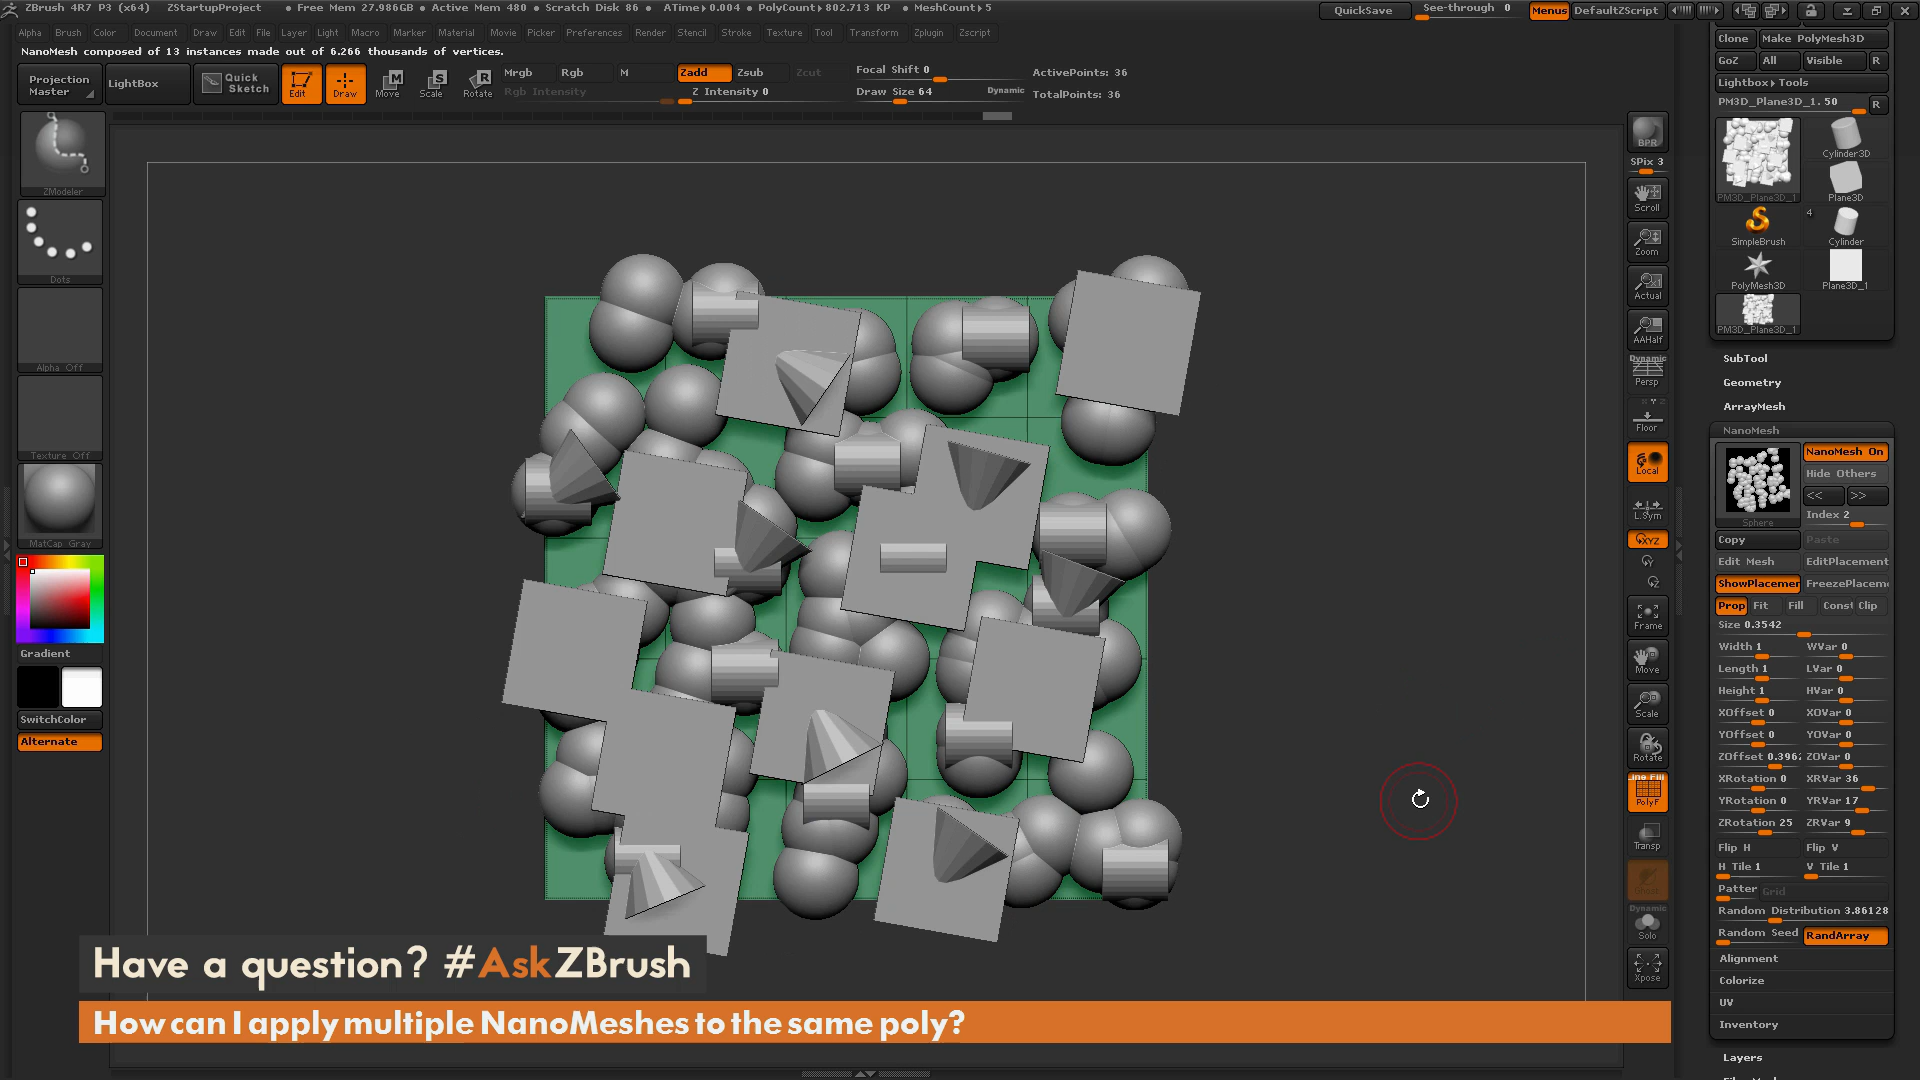 ZBrush 4R7 P3 (x64) ZStartupProject • Free Mem 27.986GB • Active Mem 480 • Scratch Disk 86 • ATime▸0.004 • PolyCount▸802.713 KP • MeshCount▸5 QuickSave See-through 0 Menus DefaultZScript
Alpha Brush Color Document Draw Edit File Layer Light Macro Marker Material Movie Picker Preferences Render Stencil Stroke Texture Tool Transform Zplugin Zscript
NanoMesh composed of 13 instances made out of 6.266 thousands of vertices.
Projection Master
LightBox
Quick Sketch
Edit
Draw
Move
Scale
Rotate
Mrgb Rgb M Zadd Zsub Zcut
Rgb Intensity Z Intensity 0
Focal Shift 0
Draw Size 64 Dynamic
ActivePoints: 36
TotalPoints: 36
ZModeler
Dots
Alpha Off
Texture Off
MatCap Gray
Gradient
SwitchColor
Alternate
BPR
SPix 3
Scroll
Zoom
Actual
AAHalf
Dynamic
Persp
Floor
Local
L.Sym
XYZ
Y
Z
Frame
Move
Scale
Rotate
PolyF
Transp
Dynamic
Solo
Xpose
Clone Make PolyMesh3D
GoZ All Visible R
Lightbox▸Tools
PM3D_Plane3D_1. 50 R
PM3D_Plane3D_1
Cylinder3D
Plane3D
SimpleBrush
4
Cylinder
PolyMesh3D
Plane3D_1
PM3D_Plane3D_1
SubTool
Geometry
ArrayMesh
NanoMesh
Sphere
NanoMesh On
Hide Others
<< >>
Index 2
Copy Paste
Edit Mesh EditPlacement
ShowPlacemen FreezePlacem
Prop Fit Fill Const Clip
Size 0.3542
Width 1 WVar 0
Length 1 LVar 0
Height 1 HVar 0
XOffset 0 XOVar 0
YOffset 0 YOVar 0
ZOffset 0.396 ZOVar 0
XRotation 0 XRVar 36
YRotation 0 YRVar 17
ZRotation 25 ZRVar 9
Flip H Flip V
H Tile 1 V Tile 1
Patter Grid
Random Distribution 3.86128
Random Seed RandArray
Alignment
Colorize
UV
Inventory
Layers
Have a question? #AskZBrush
How can I apply multiple NanoMeshes to the same poly?